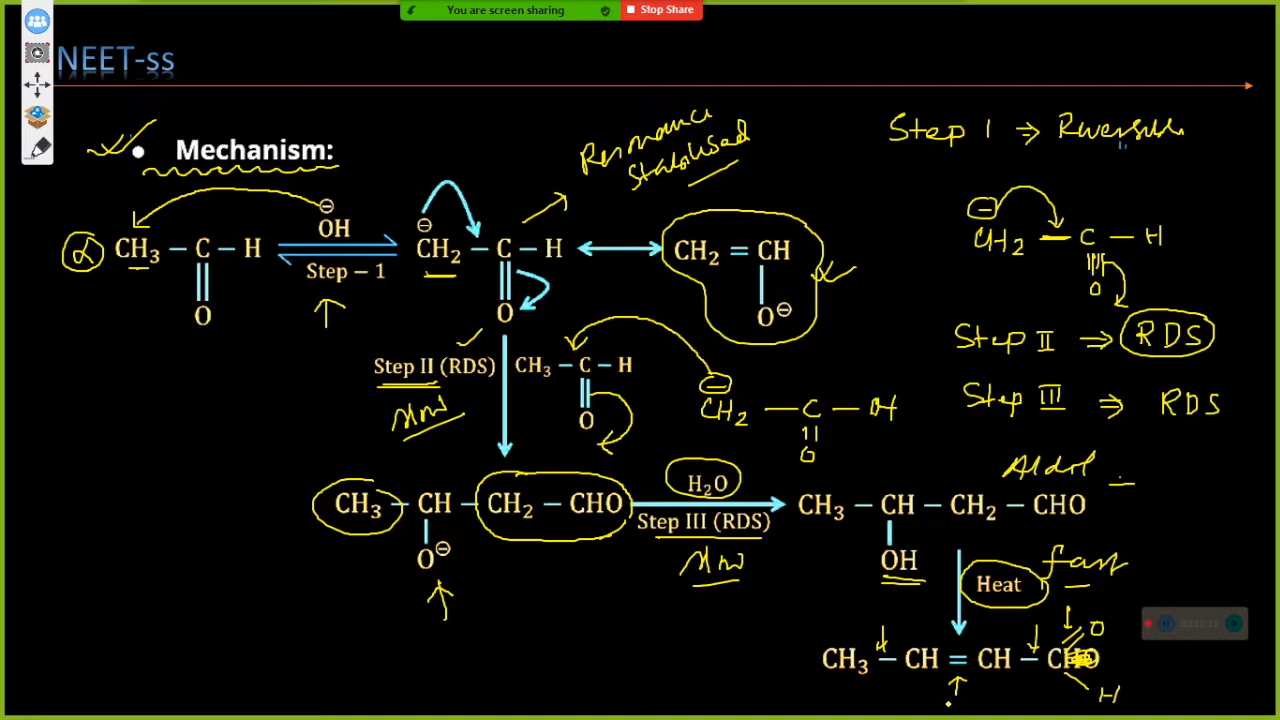 You are screen sharing Stop Share
NEET-ss
• Mechanism:
Resonance
Stabilised
Step 1 ⇒ Reversible
α CH₃ – C – H
O
⊖
OH
Step – 1
⊖
CH₂ – C – H
O
CH₂ = CH
O⊖
⊖
CH₂ – C – H
O
Step II (RDS)
Slow
CH₃ – C – H
O
⊖
CH₂ – C – H
O
Step II ⇒ RDS
Step III ⇒ RDS
CH₃ – CH – CH₂ – CHO
O⊖
H₂O
Step III (RDS)
Slow
Aldol
CH₃ – CH – CH₂ – CHO
OH
Heat fast
CH₃ – CH = CH – CHO
O
H